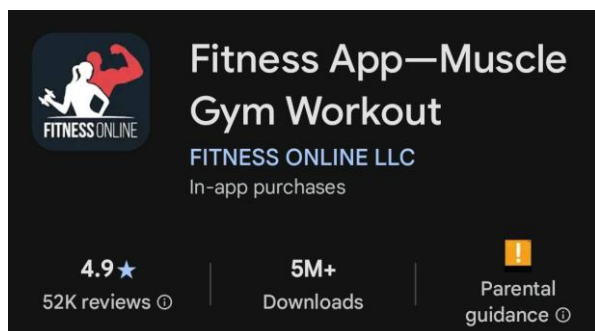 FITNESS ONLINE
Fitness App—Muscle
Gym Workout
FITNESS ONLINE LLC
In-app purchases
4.9★
52K reviews ⓘ
5M+
Downloads
!
Parental
guidance ⓘ